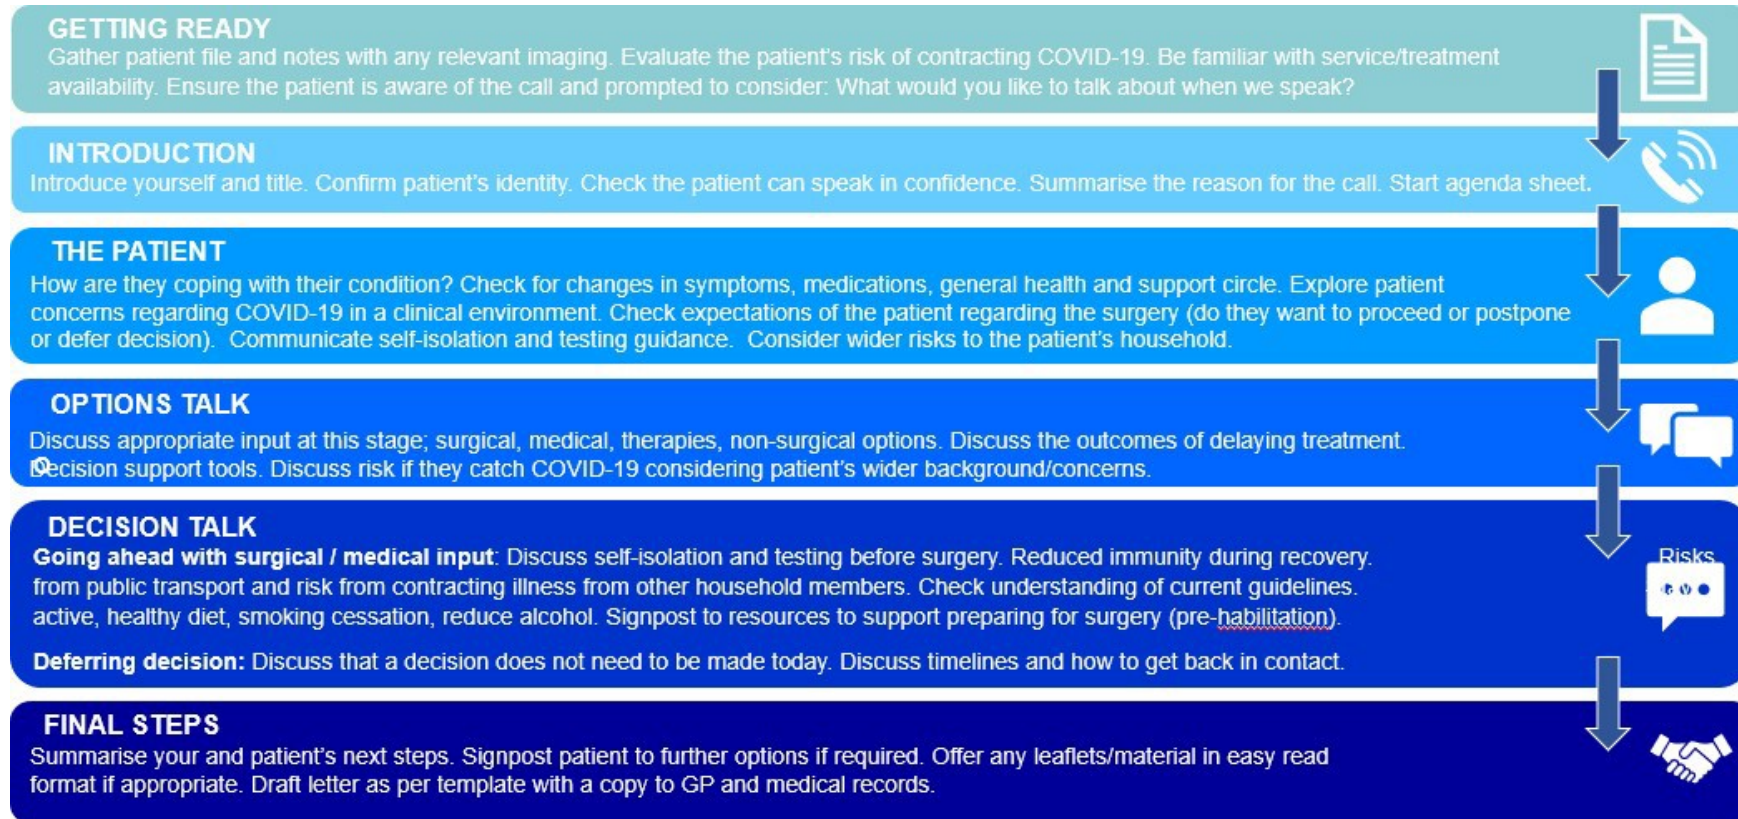 GETTING READY
Gather patient file and notes with any relevant imaging. Evaluate the patient's risk of contracting COVID-19. Be familiar with service/treatment
availability. Ensure the patient is aware of the call and prompted to consider: What would you like to talk about when we speak?
INTRODUCTION
Introduce yourself and title. Confirm patient's identity. Check the patient can speak in confidence. Summarise the reason for the call. Start agenda sheet.
THE PATIENT
How are they coping with their condition? Check for changes in symptoms, medications, general health and support circle. Explore patient
concerns regarding COVID-19 in a clinical environment. Check expectations of the patient regarding the surgery (do they want to proceed or postpone
or defer decision). Communicate self-isolation and testing guidance. Consider wider risks to the patient's household.
OPTIONS TALK
Discuss appropriate input at this stage; surgical, medical, therapies, non-surgical options. Discuss the outcomes of delaying treatment.
Decision support tools. Discuss risk if they catch COVID-19 considering patient's wider background/concerns.
DECISION TALK
Going ahead with surgical / medical input: Discuss self-isolation and testing before surgery. Reduced immunity during recovery. Risks
from public transport and risk from contracting illness from other household members. Check understanding of current guidelines.
active, healthy diet, smoking cessation, reduce alcohol. Signpost to resources to support preparing for surgery (pre-habilitation).
Deferring decision: Discuss that a decision does not need to be made today. Discuss timelines and how to get back in contact.
FINAL STEPS
Summarise your and patient's next steps. Signpost patient to further options if required. Offer any leaflets/material in easy read
format if appropriate. Draft letter as per template with a copy to GP and medical records.